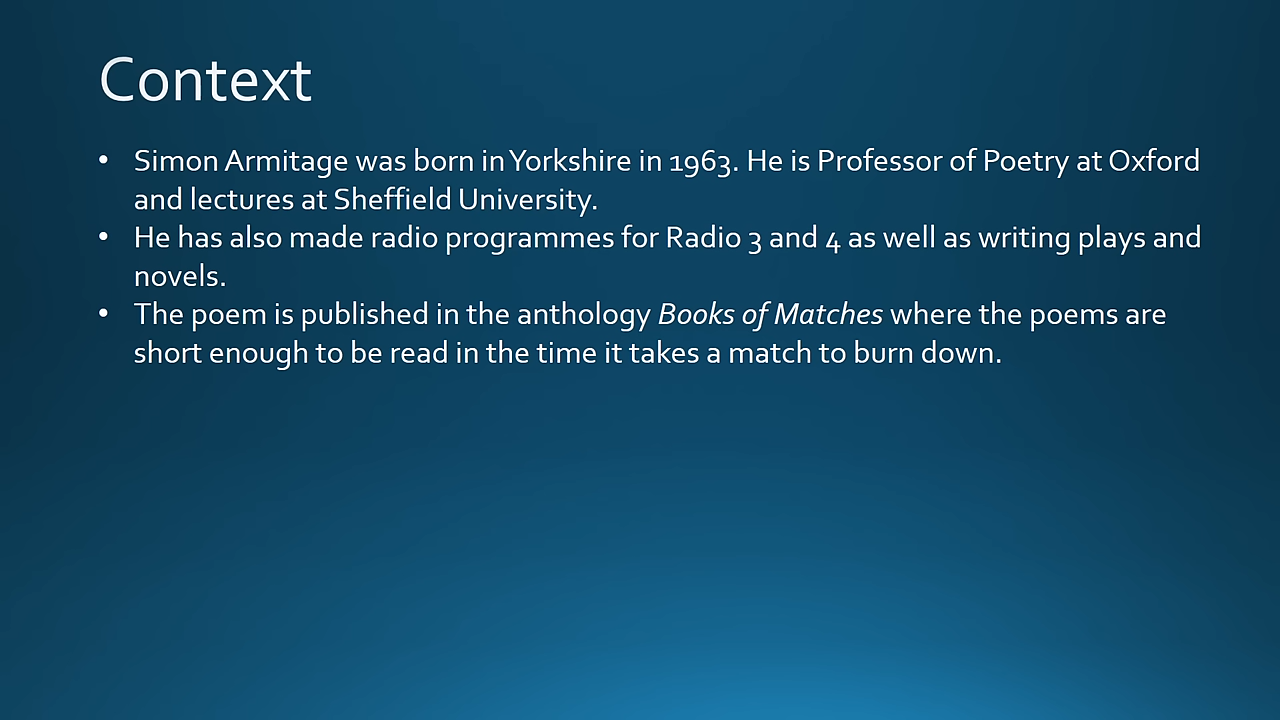 Context
• Simon Armitage was born in Yorkshire in 1963. He is Professor of Poetry at Oxford
and lectures at Sheffield University.
• He has also made radio programmes for Radio 3 and 4 as well as writing plays and
novels.
• The poem is published in the anthology Books of Matches where the poems are
short enough to be read in the time it takes a match to burn down.